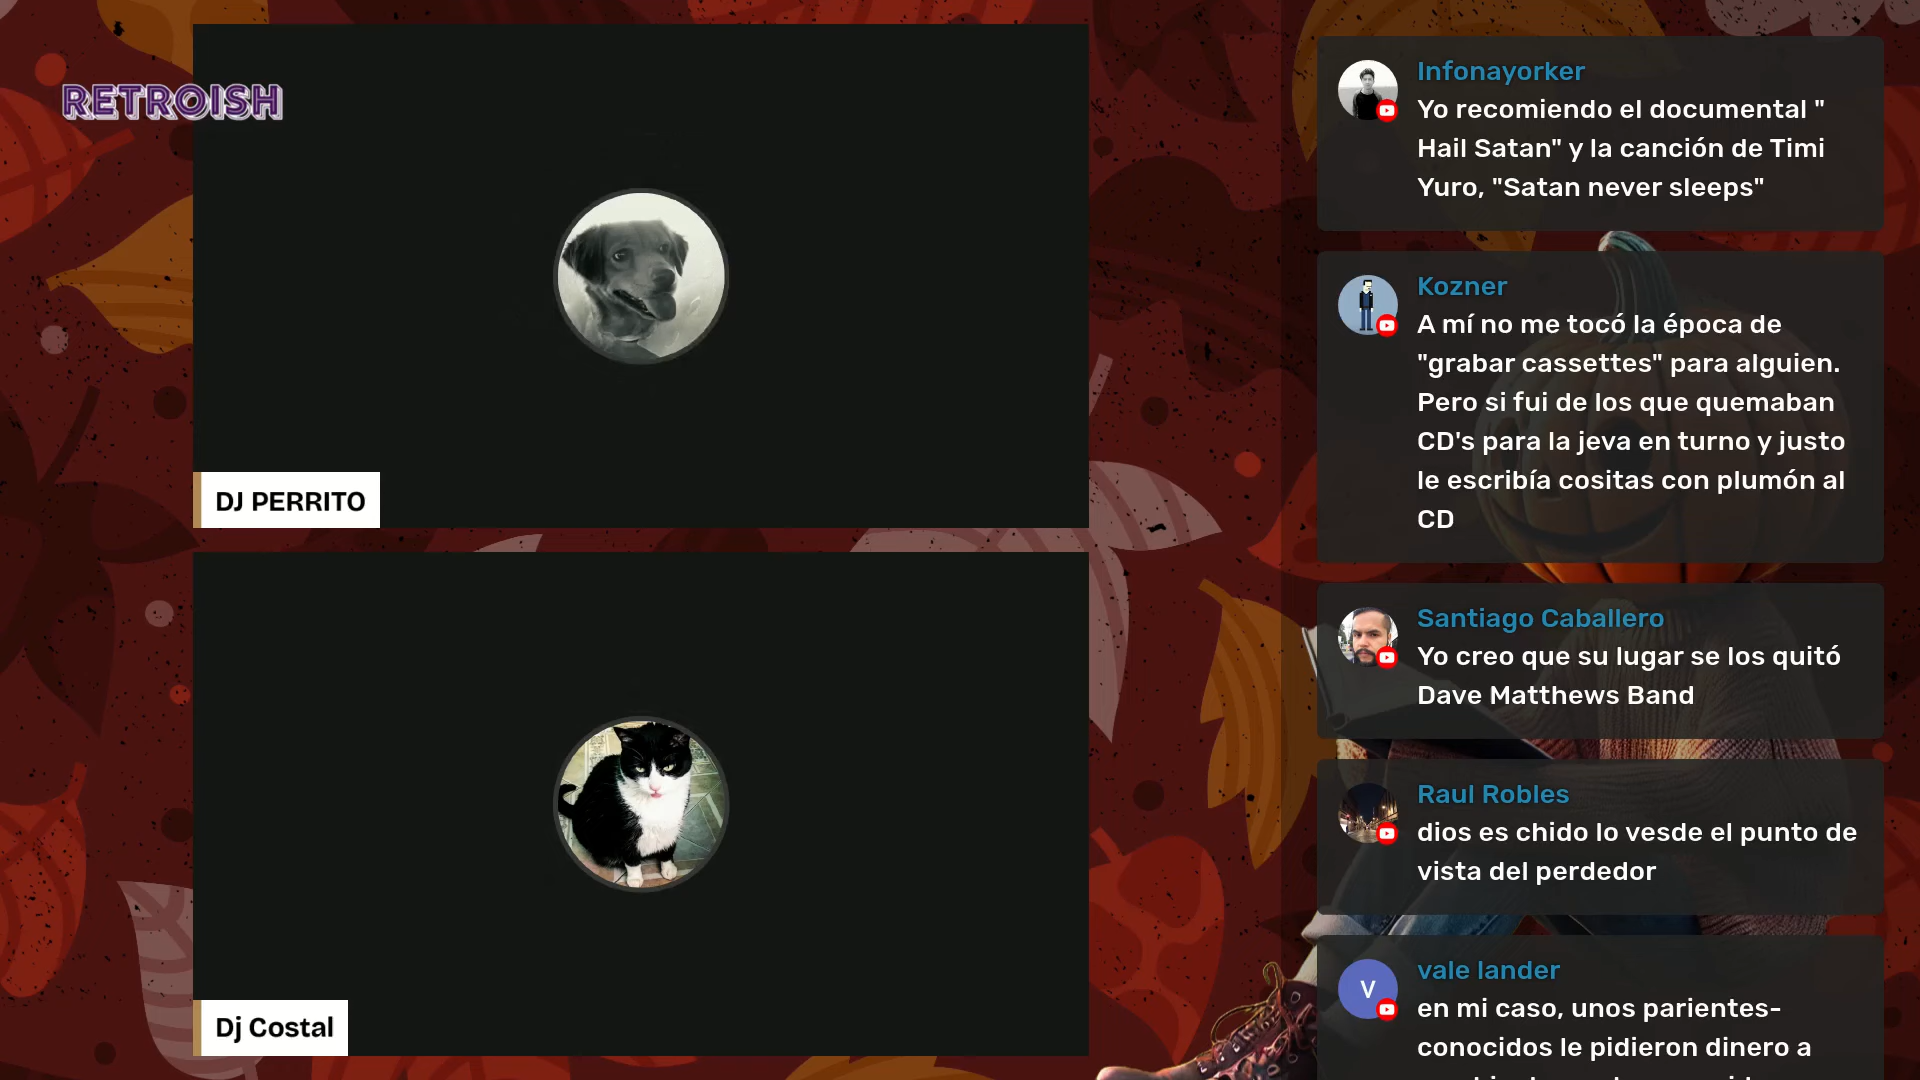 RETROISH
DJ PERRITO
Dj Costal
Infonayorker
Yo recomiendo el documental "
Hail Satan" y la canción de Timi
Yuro, "Satan never sleeps"
Kozner
A mí no me tocó la época de
"grabar cassettes" para alguien.
Pero si fui de los que quemaban
CD's para la jeva en turno y justo
le escribía cositas con plumón al
CD
Santiago Caballero
Yo creo que su lugar se los quitó
Dave Matthews Band
Raul Robles
dios es chido lo vesde el punto de
vista del perdedor
vale lander
V
en mi caso, unos parientes-
conocidos le pidieron dinero a